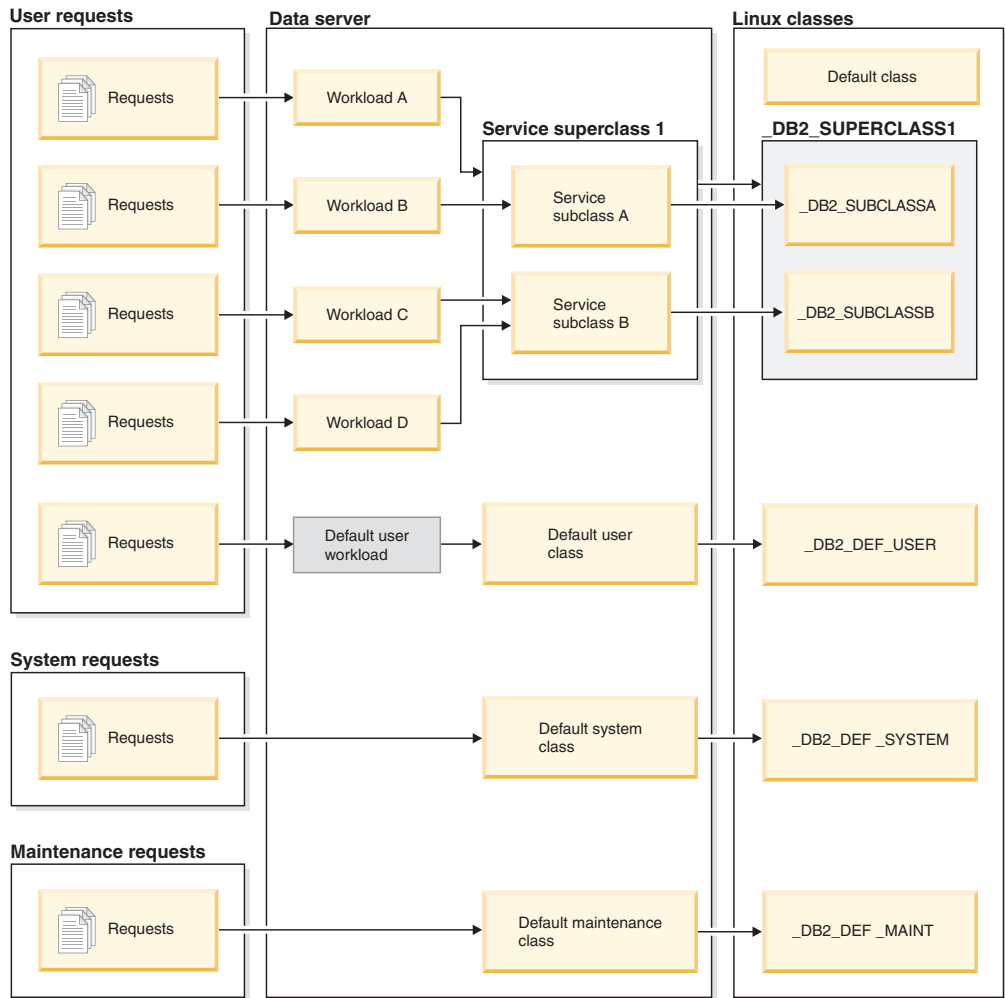 User requests
Data server
Linux classes
Default class
Requests
Workload A
Service superclass 1
_DB2_SUPERCLASS1
Requests
Workload B
Service
subclass A
_DB2_SUBCLASSA
Requests
Workload C
Service
subclass B
_DB2_SUBCLASSB
Requests
Workload D
Requests
Default user
workload
Default user
class
_DB2_DEF_USER
System requests
Requests
Default system
class
_DB2_DEF _SYSTEM
Maintenance requests
Requests
Default maintenance
class
_DB2_DEF _MAINT